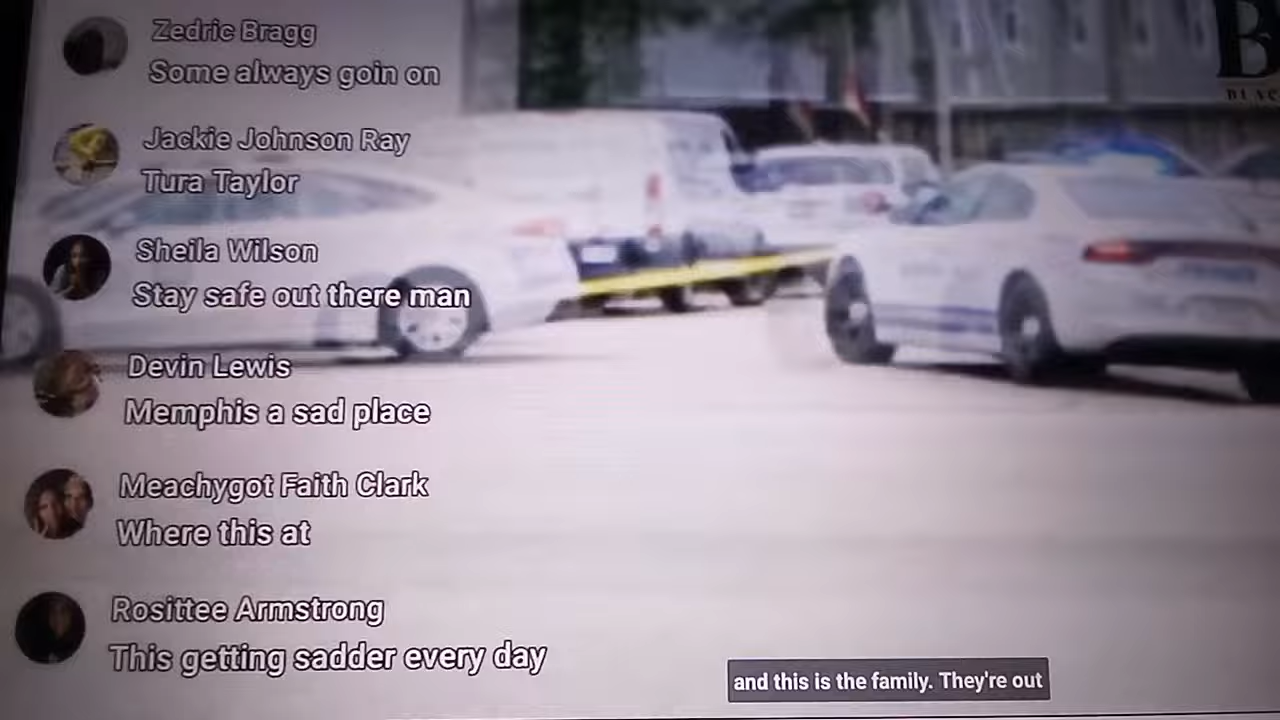 Zedric Bragg
Some always goin on
Jackie Johnson Ray
Tura Taylor
Sheila Wilson
Stay safe out there man
Devin Lewis
Memphis a sad place
Meachygot Faith Clark
Where this at
Rosittee Armstrong
This getting sadder every day
and this is the family. They're out